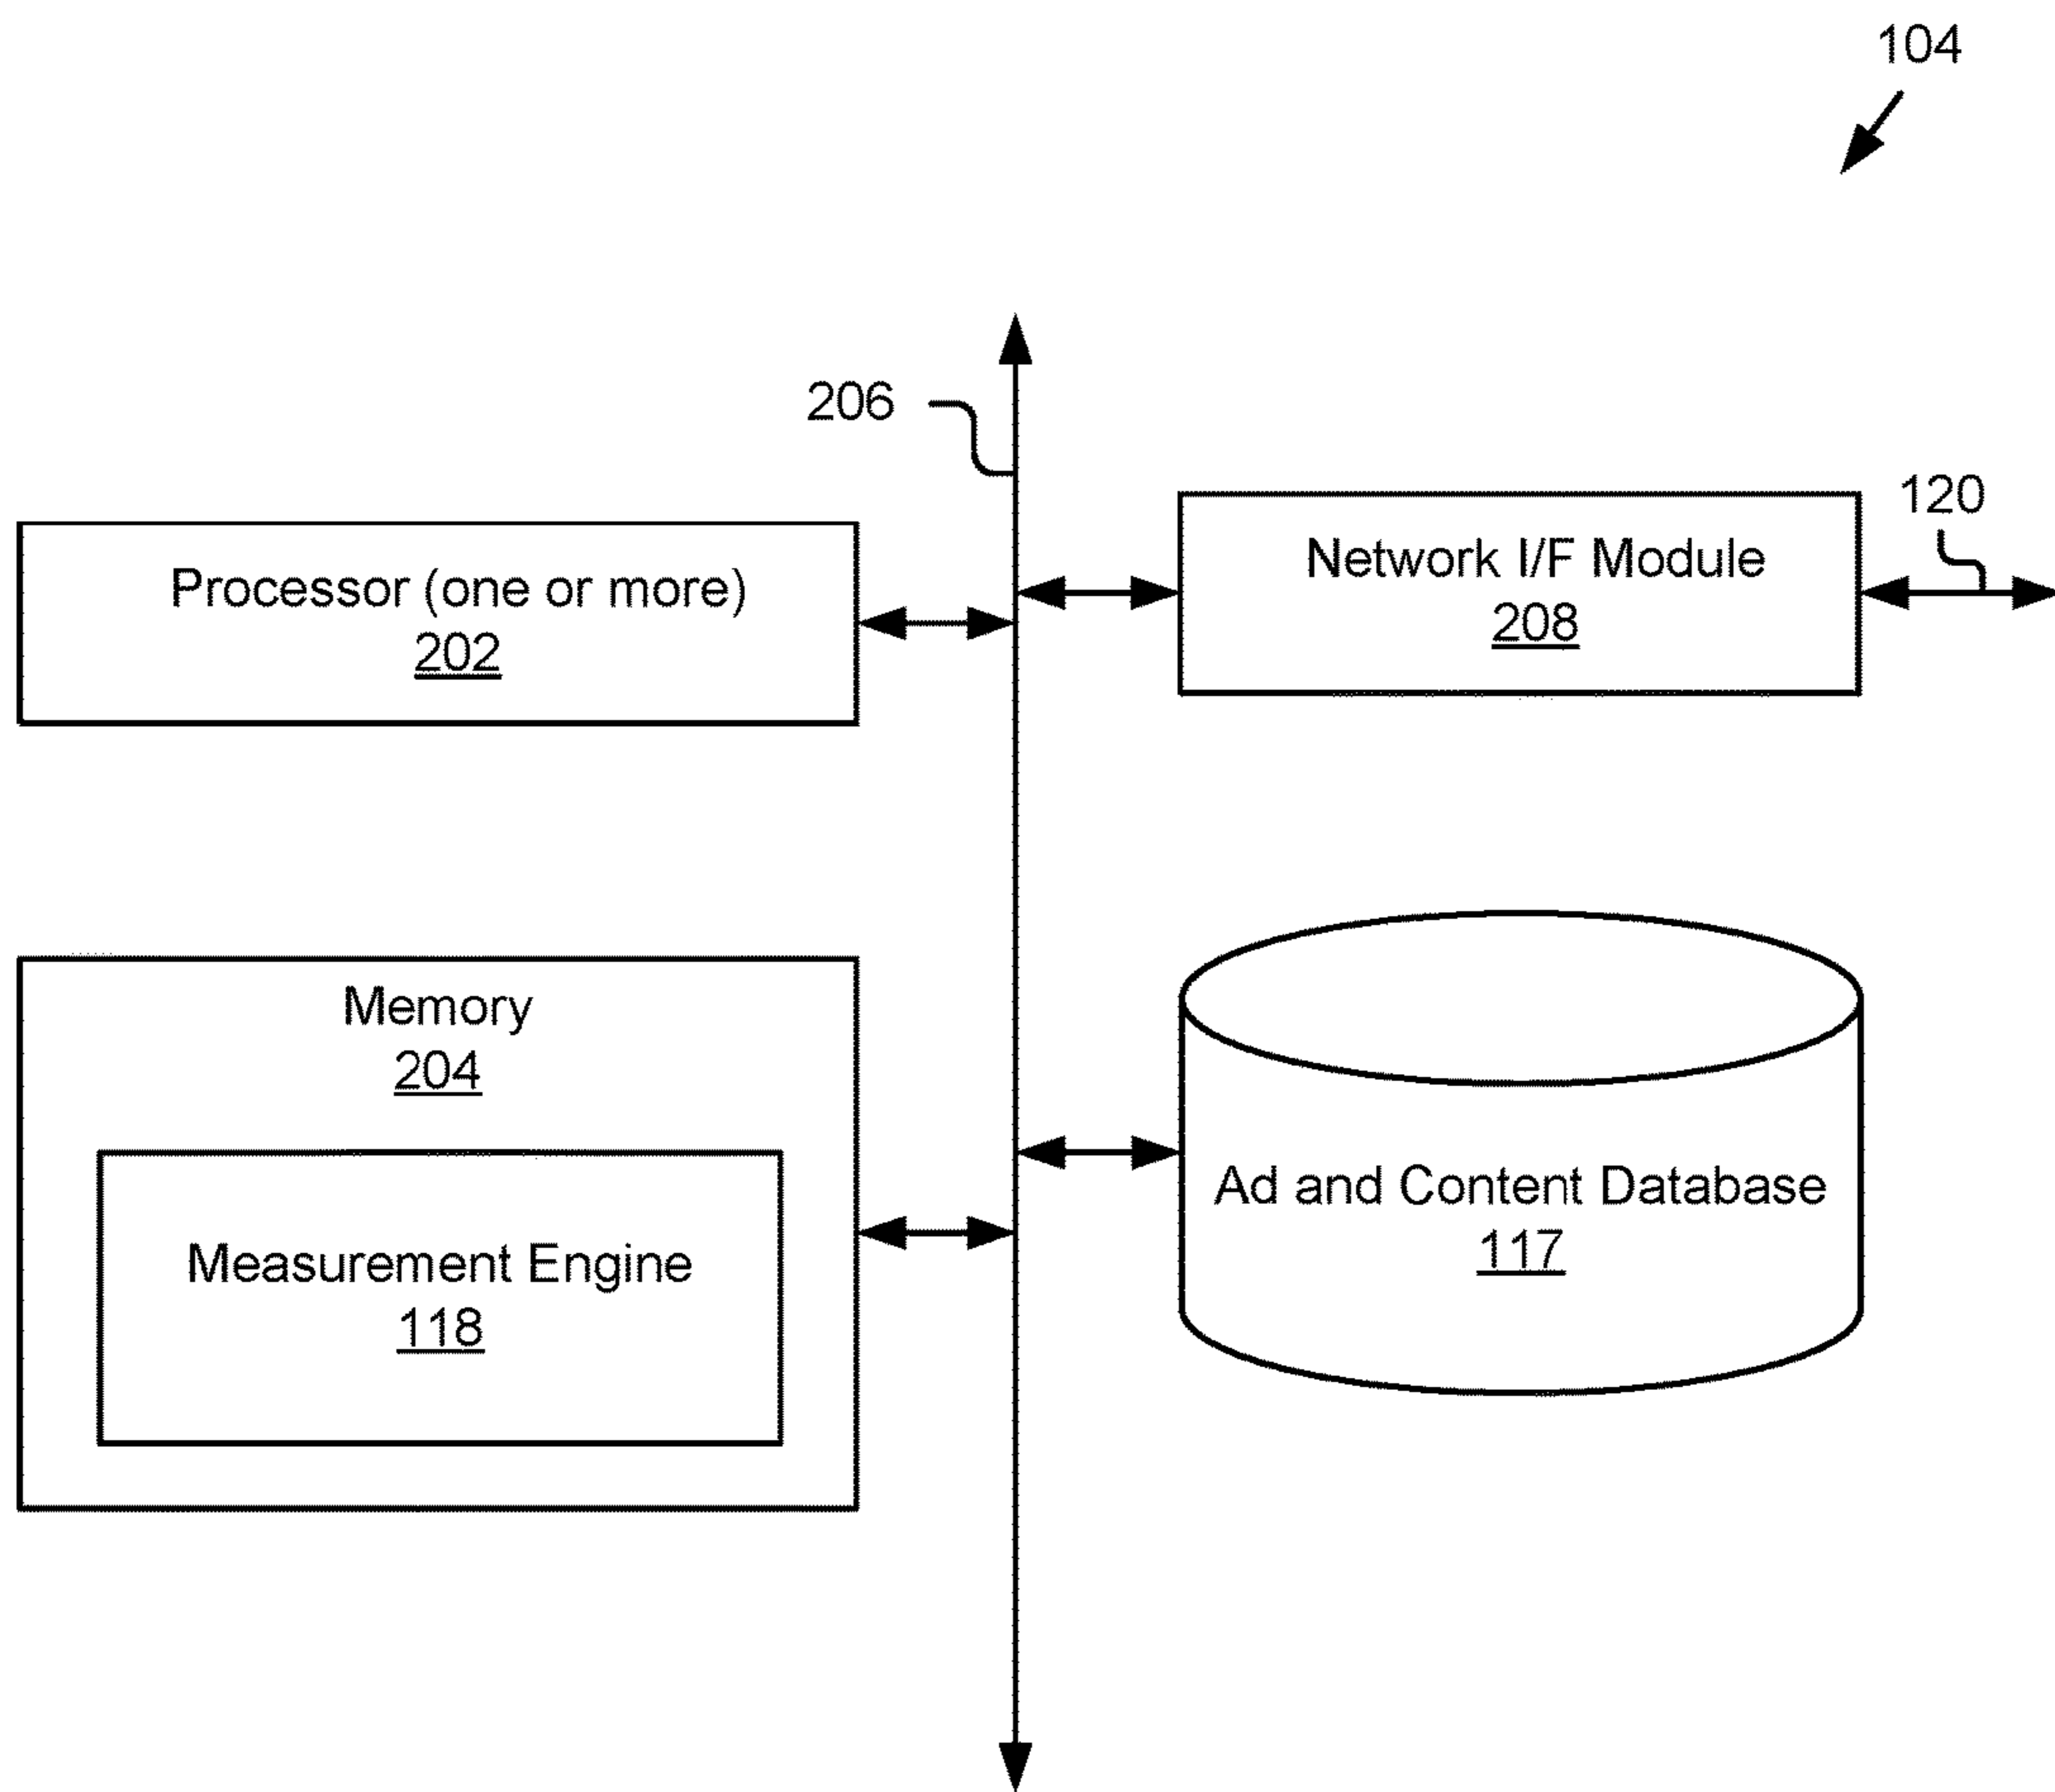 104
206
120
Processor (one or more)
202
Network I/F Module
208
Memory
204
Measurement Engine
118
Ad and Content Database
117